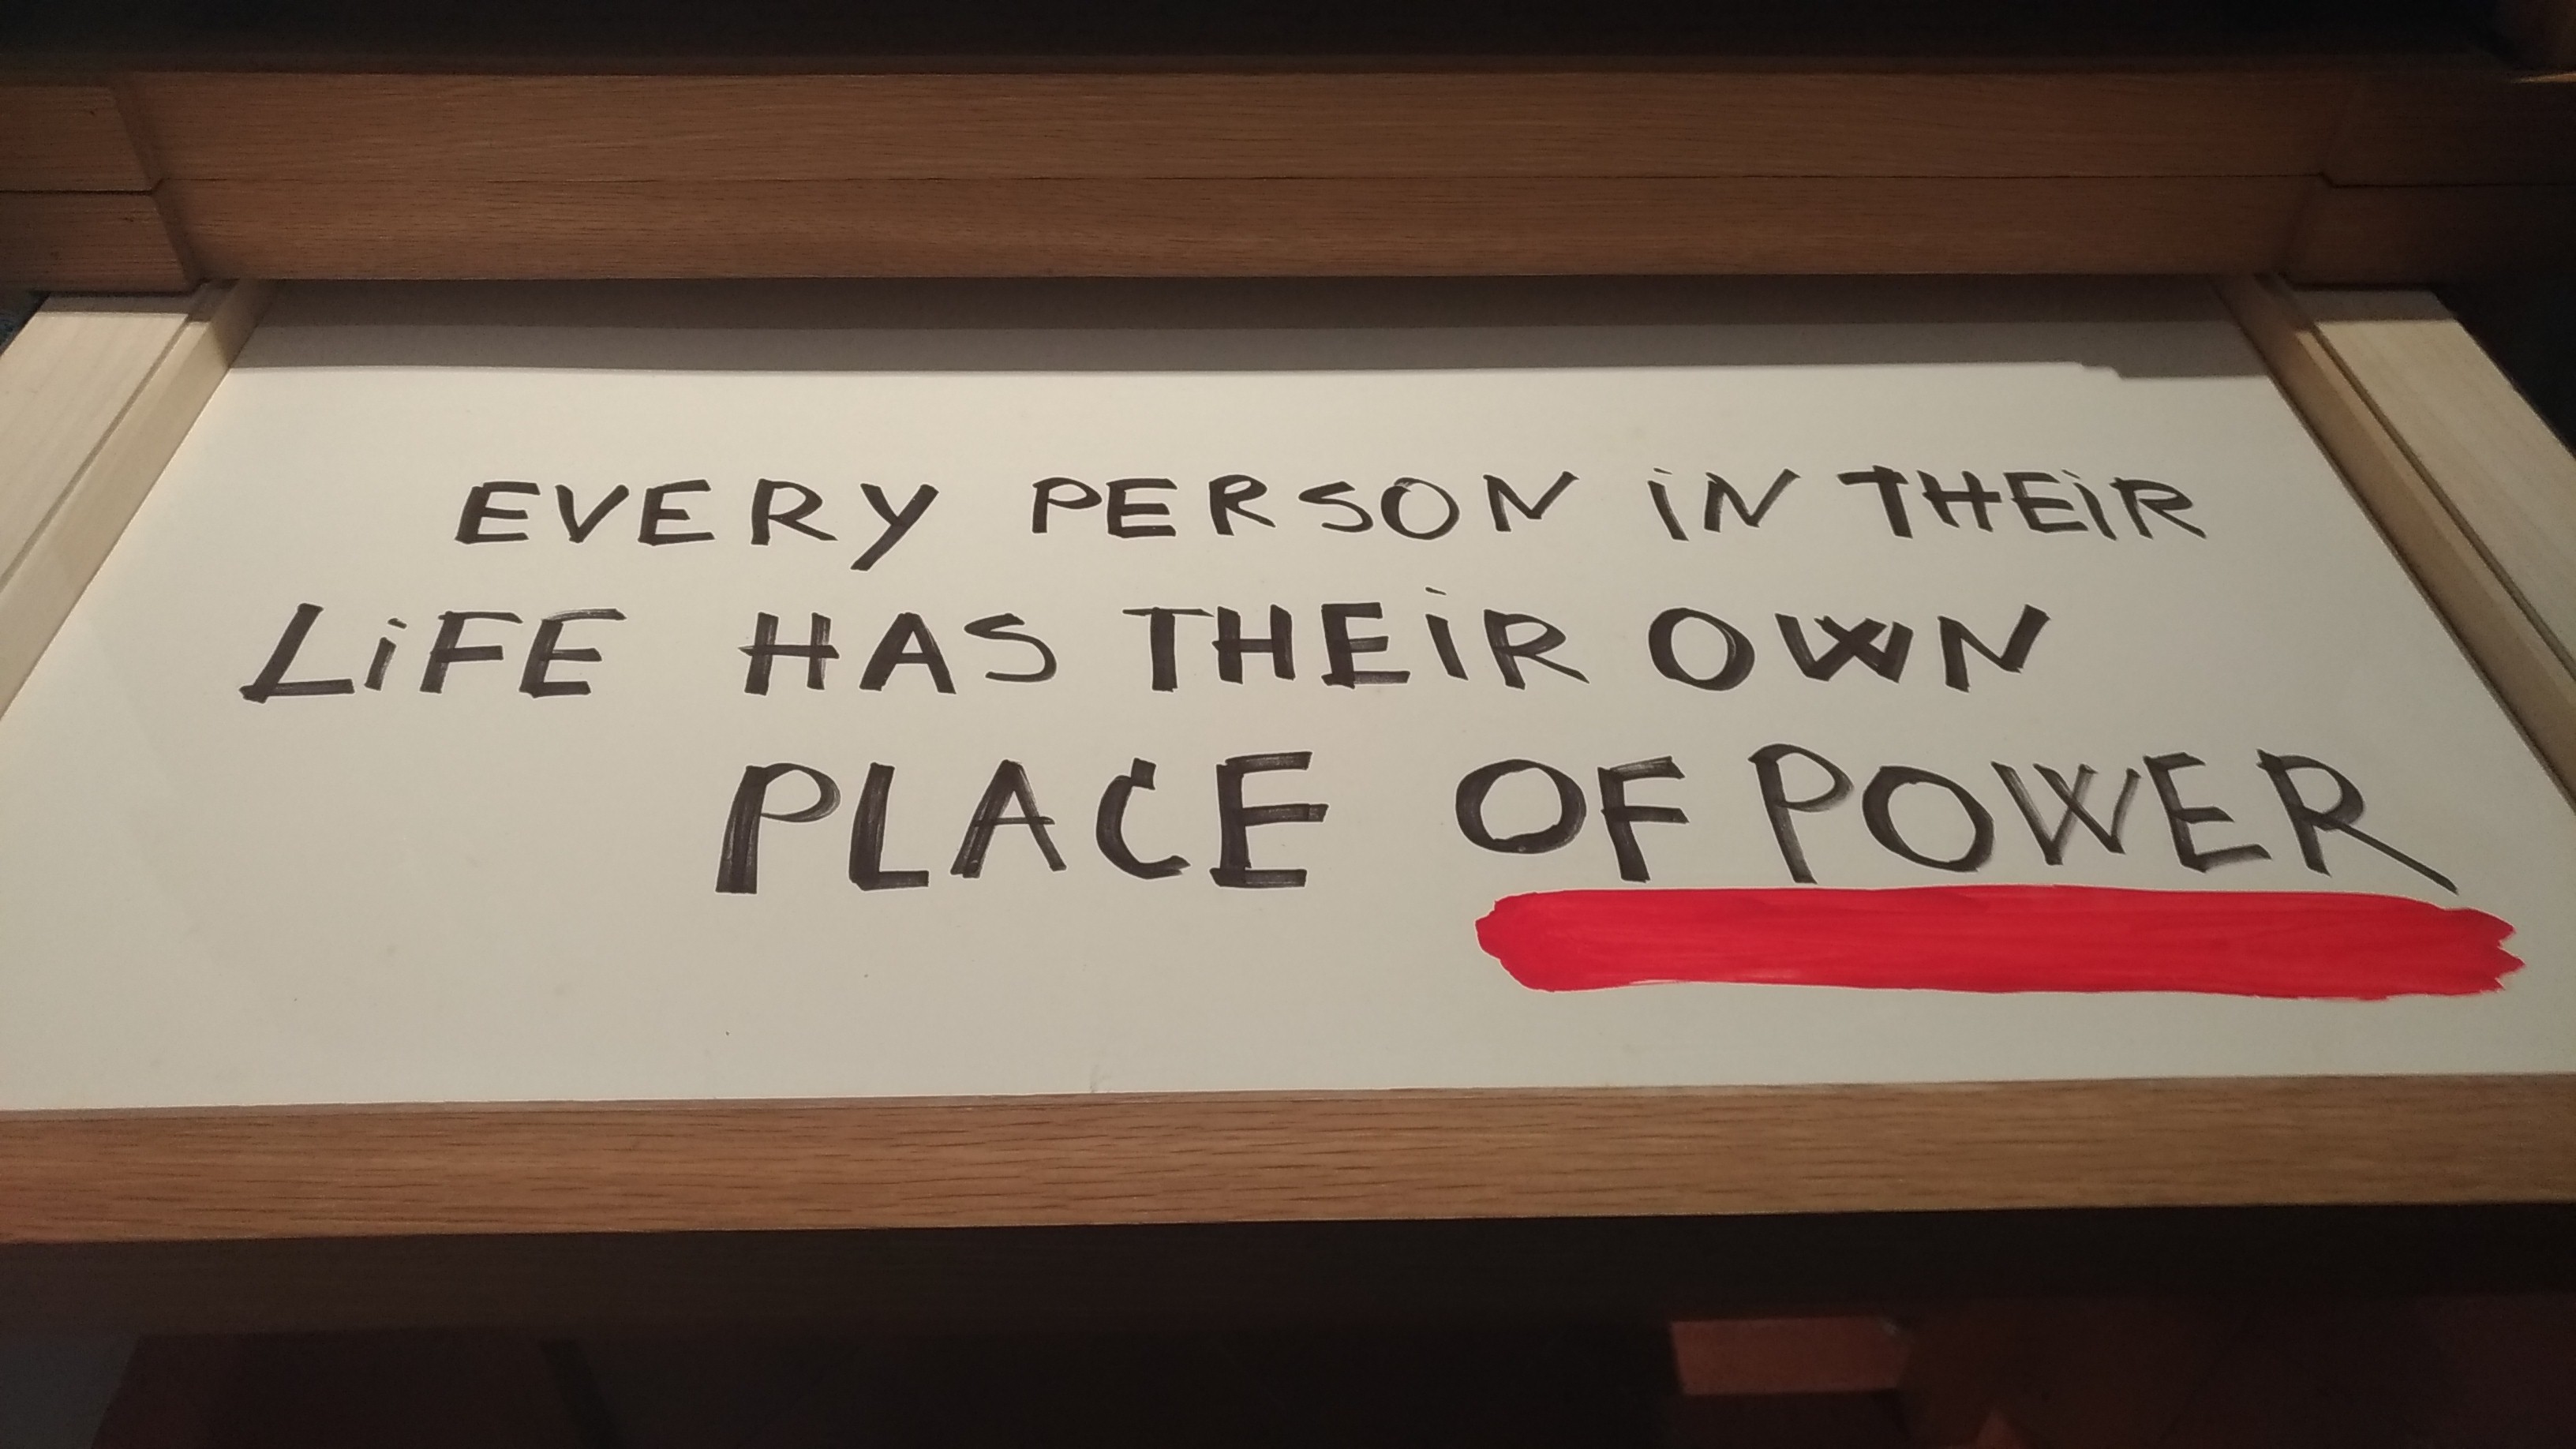 EVERY PERSON iN THEiR
LiFE HAS THEiR OWN
PLACE OF POWER